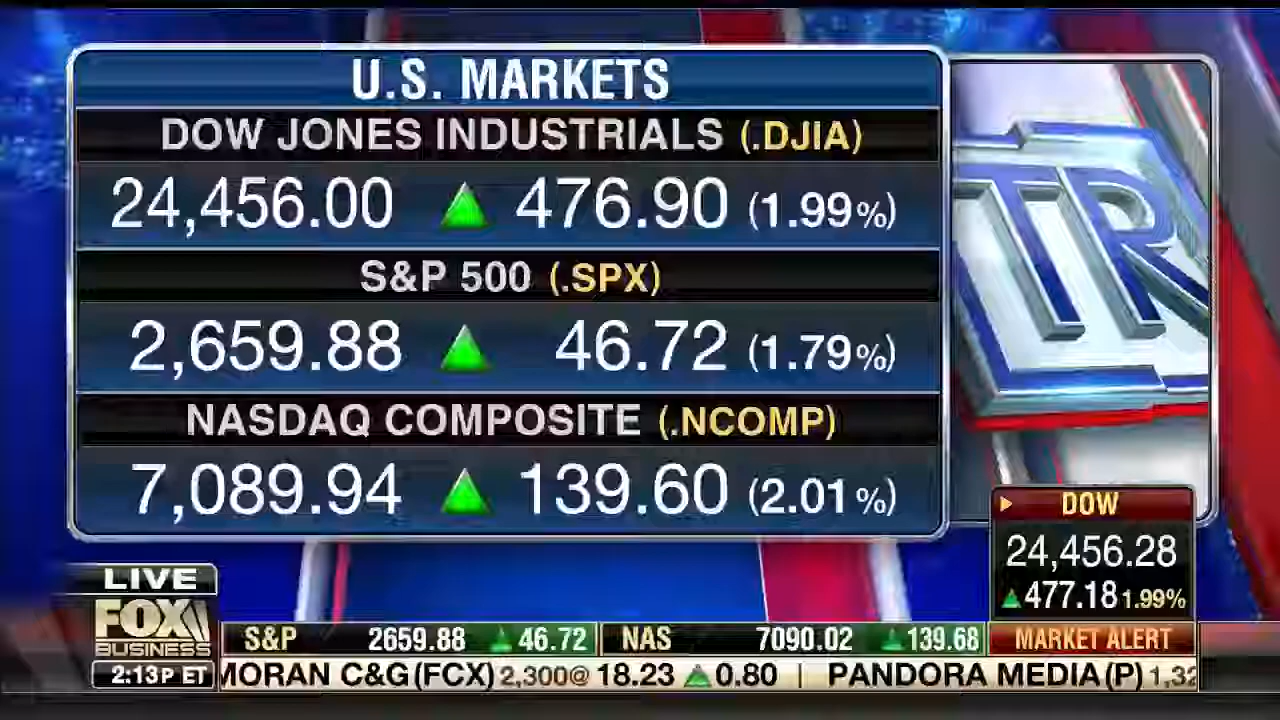 U.S. MARKETS
DOW JONES INDUSTRIALS (.DJIA)
24,456.00 ▲ 476.90 (1.99%)
S&P 500 (.SPX)
2,659.88 ▲ 46.72 (1.79%)
NASDAQ COMPOSITE (.NCOMP)
7,089.94 ▲ 139.60 (2.01%)
TR
DOW
24,456.28
▲477.18 1.99%
LIVE
FOX
BUSINESS
2:13P ET
S&P 2659.88 ▲46.72 NAS 7090.02 ▲139.68 MARKET ALERT
MORAN C&G(FCX) 2,300@ 18.23 ▲0.80 | PANDORA MEDIA(P) 1,32